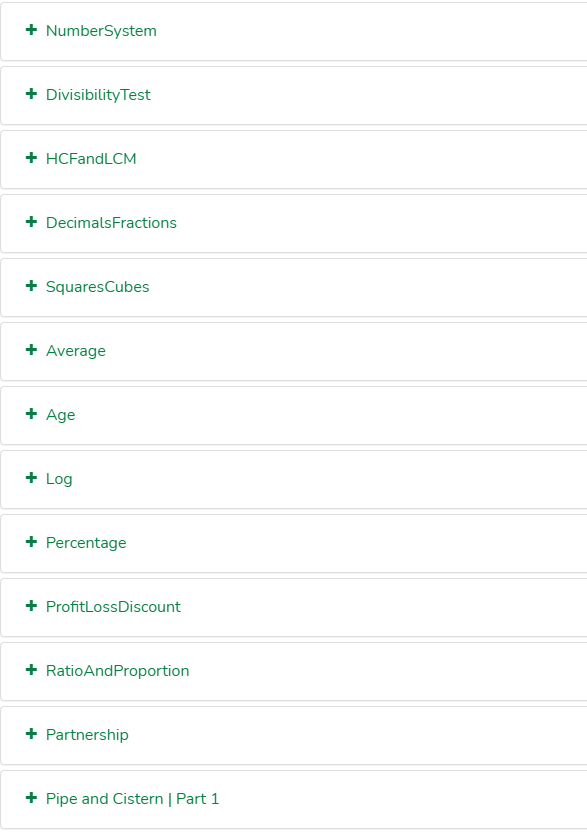 NumberSystem
DivisibilityTest
HCFandLCM
DecimalsFractions
SquaresCubes
Average
Age
Log
Percentage
ProfitLossDiscount
RatioAndProportion
Partnership
Pipe and Cistern | Part 1